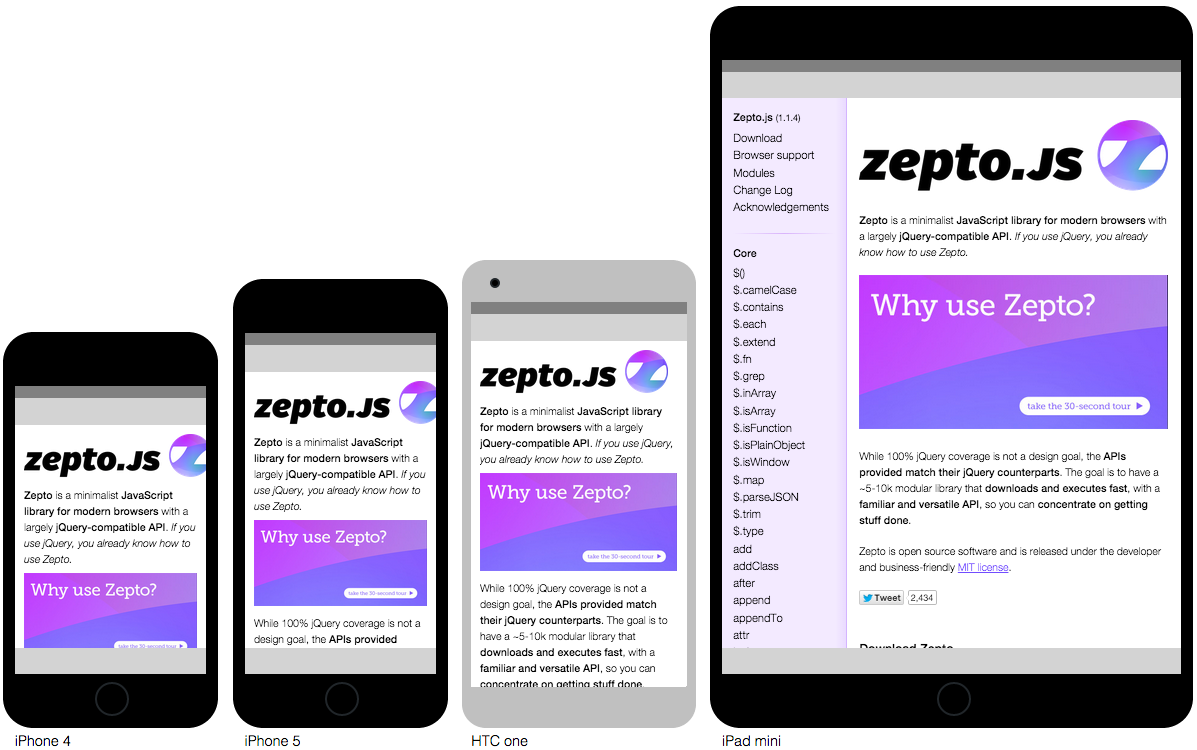 zepto.JS
Zepto is a minimalist JavaScript
library for modern browsers with a
largely jQuery-compatible API. If you
use jQuery, you already know how to
use Zepto.
Why use Zepto?
take the 30-second tour
iPhone 4
zepto.JS
Zepto is a minimalist JavaScript
library for modern browsers with a
largely jQuery-compatible API. If you
use jQuery, you already know how to
use Zepto.
Why use Zepto?
take the 30-second tour
While 100% jQuery coverage is not a
design goal, the APIs provided
iPhone 5
zepto.JS
Zepto is a minimalist JavaScript library
for modern browsers with a largely
jQuery-compatible API. If you use jQuery,
you already know how to use Zepto.
Why use Zepto?
take the 30-second tour
While 100% jQuery coverage is not a
design goal, the APIs provided match
their jQuery counterparts. The goal is to
have a ~5-10k modular library that
downloads and executes fast, with a
familiar and versatile API, so you can
concentrate on getting stuff done
HTC one
Zepto.js (1.1.4)
Download
Browser support
Modules
Change Log
Acknowledgements
Core
$()
$.camelCase
$.contains
$.each
$.extend
$.fn
$.grep
$.inArray
$.isArray
$.isFunction
$.isPlainObject
$.isWindow
$.map
$.parseJSON
$.trim
$.type
add
addClass
after
append
appendTo
attr
zepto.JS
Zepto is a minimalist JavaScript library for modern browsers with
a largely jQuery-compatible API. If you use jQuery, you already
know how to use Zepto.
Why use Zepto?
take the 30-second tour
While 100% jQuery coverage is not a design goal, the APIs
provided match their jQuery counterparts. The goal is to have a
~5-10k modular library that downloads and executes fast, with a
familiar and versatile API, so you can concentrate on getting
stuff done.
Zepto is open source software and is released under the developer
and business-friendly MIT license.
Tweet 2,434
Download Zepto
iPad mini